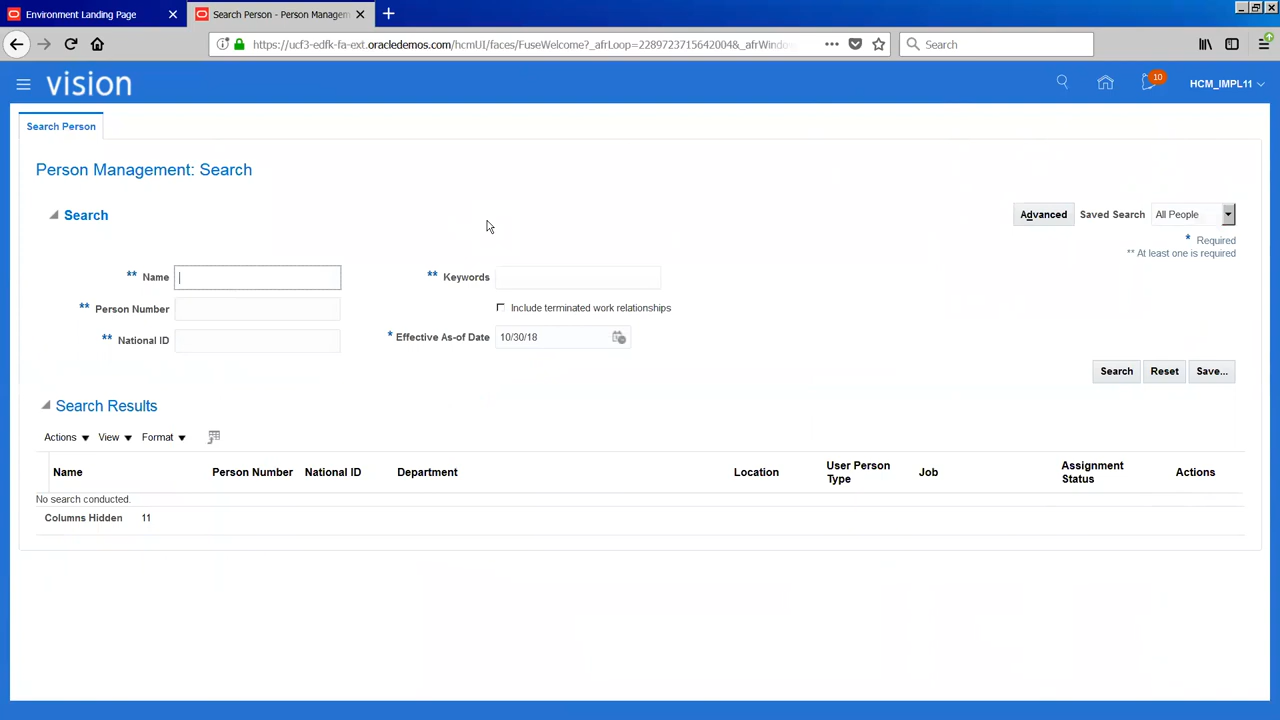 Environment Landing Page
Search Person - Person Managem
https://ucf3-edfk-fa-ext.oracledemos.com/hcmUI/faces/FuseWelcome?_afrLoop=2289723715642004&_afrWindo
Search
vision
10
HCM_IMPL11
Search Person
Person Management: Search
Search
Advanced Saved Search All People
* Required
** At least one is required
** Name
** Keywords
** Person Number
Include terminated work relationships
** National ID
* Effective As-of Date 10/30/18
Search Reset Save...
Search Results
Actions View Format
Name Person Number National ID Department Location User Person Type Job Assignment Status Actions
No search conducted.
Columns Hidden 11